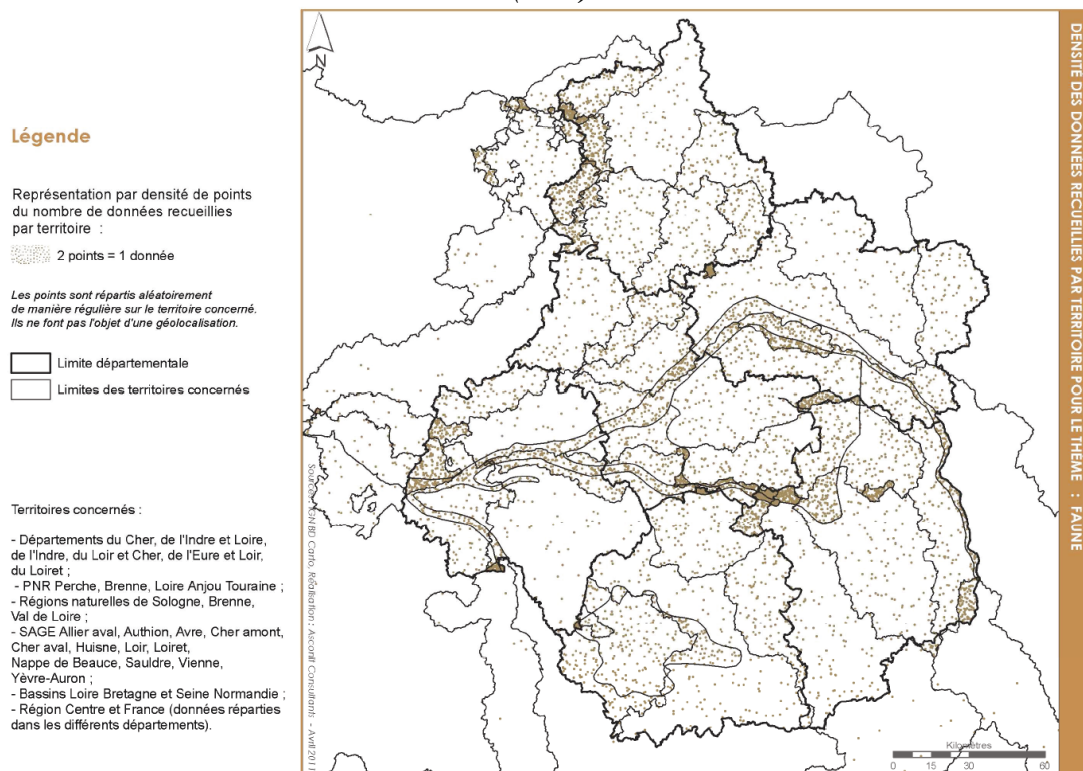 N
Légende
Représentation par densité de points
du nombre de données recueillies
par territoire :
2 points = 1 donnée
Les points sont répartis aléatoirement
de manière régulière sur le territoire concerné.
Ils ne font pas l'objet d'une géolocalisation.
Limite départementale
Limites des territoires concernés
Territoires concernés :
- Départements du Cher, de l'Indre et Loire,
de l'Indre, du Loir et Cher, de l'Eure et Loir,
du Loiret ;
- PNR Perche, Brenne, Loire Anjou Touraine ;
- Régions naturelles de Sologne, Brenne,
Val de Loire ;
- SAGE Allier aval, Authion, Avre, Cher amont,
Cher aval, Huisne, Loir, Loiret,
Nappe de Beauce, Sauldre, Vienne,
Yèvre-Auron ;
- Bassins Loire Bretagne et Seine Normandie ;
- Région Centre et France (données réparties
dans les différents départements).
Sources : IGN BD Carto, Réalisation : Asconit Consultants - Avril 2011
Kilomètres
0 15 30 60
DENSITE DES DONNEES RECUEILLIES PAR TERRITOIRE POUR LE THEME : FAUNE